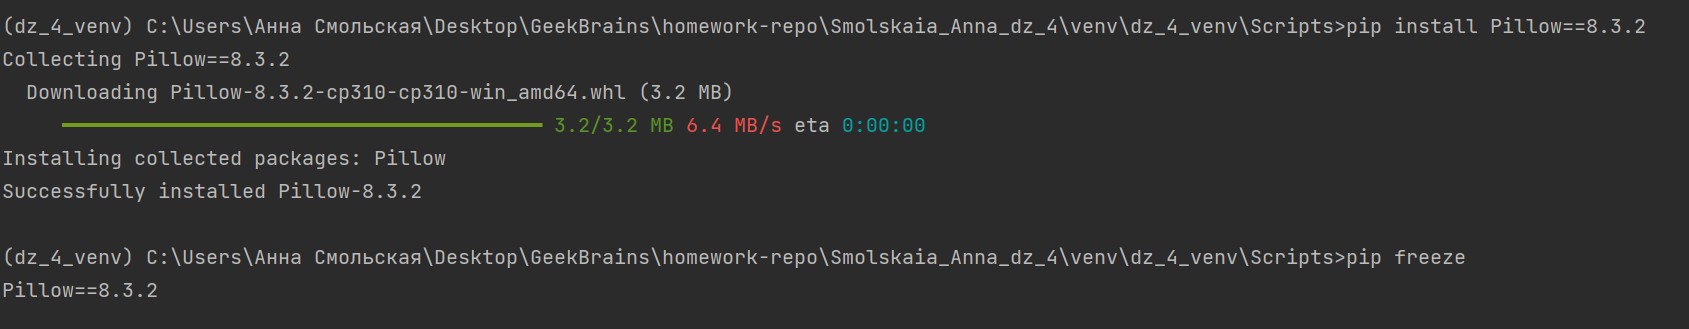 (dz_4_venv) C:\Users\Анна Смольская\Desktop\GeekBrains\homework-repo\Smolskaia_Anna_dz_4\venv\dz_4_venv\Scripts>pip install Pillow==8.3.2
Collecting Pillow==8.3.2
Downloading Pillow-8.3.2-cp310-cp310-win_amd64.whl (3.2 MB)
3.2/3.2 MB 6.4 MB/s eta 0:00:00
Installing collected packages: Pillow
Successfully installed Pillow-8.3.2
(dz_4_venv) C:\Users\Анна Смольская\Desktop\GeekBrains\homework-repo\Smolskaia_Anna_dz_4\venv\dz_4_venv\Scripts>pip freeze
Pillow==8.3.2